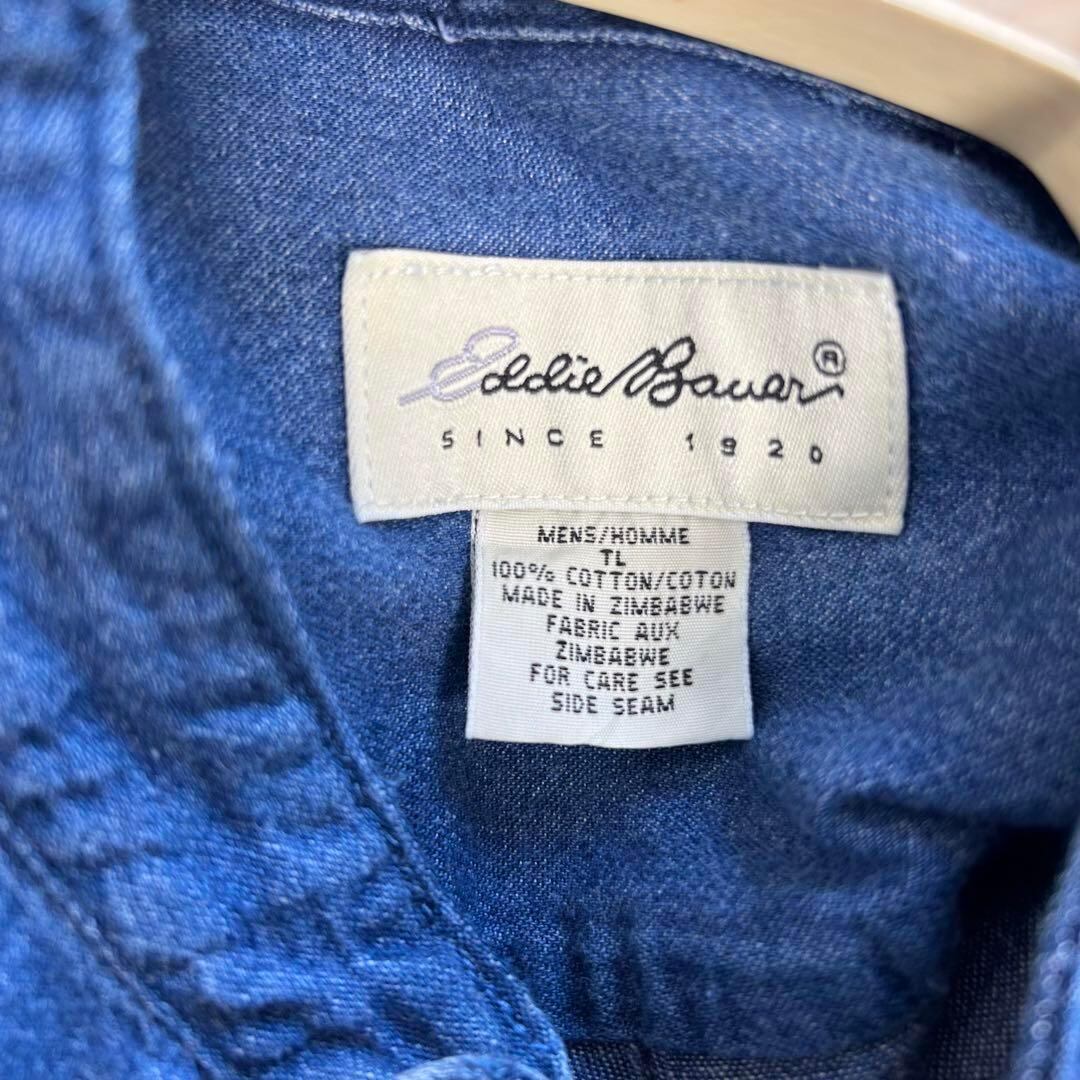 Eddie Bauer®
SINCE 1920
MENS/HOMME
TL
100% COTTON/COTON
MADE IN ZIMBABWE
FABRIC AUX
ZIMBABWE
FOR CARE SEE
SIDE SEAM